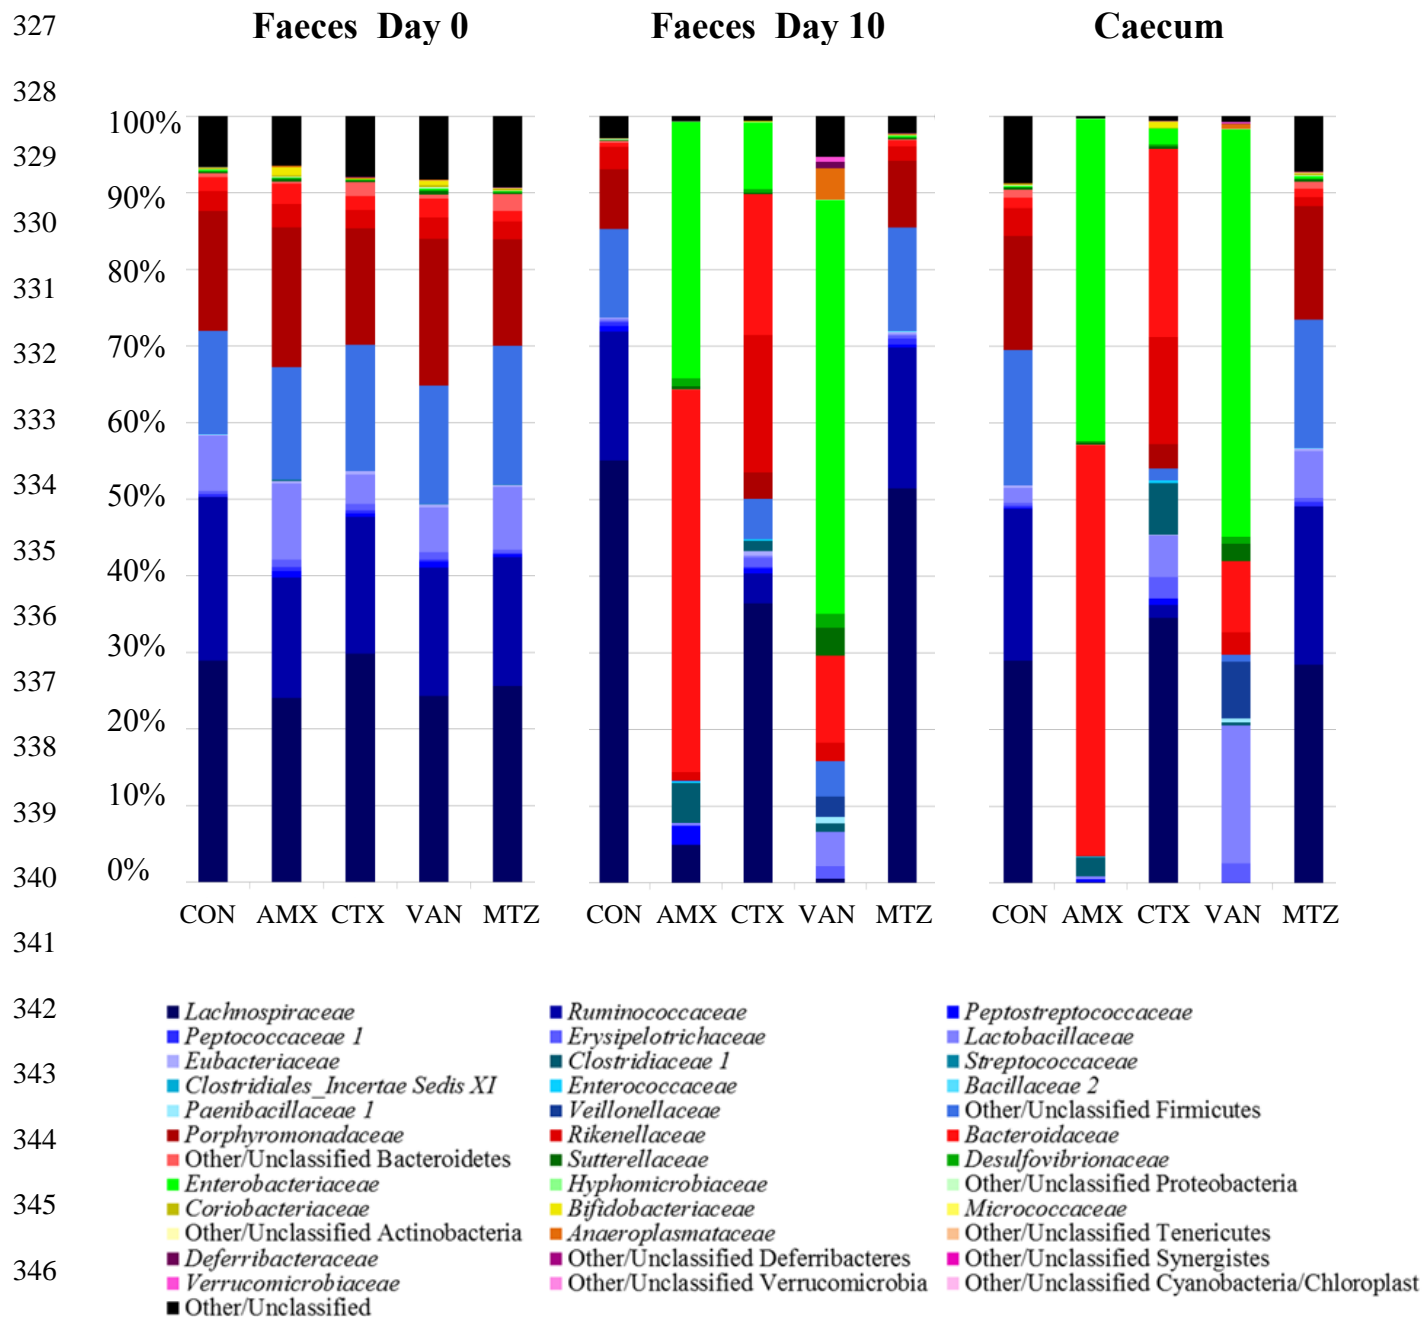 327 Faeces Day 0 Faeces Day 10 Caecum
328
100%
329
90%
330
80%
331
70%
332
60%
333
50%
334
335
40%
336
30%
337
20%
338
10%
339
0%
340
CON AMX CTX VAN MTZ CON AMX CTX VAN MTZ CON AMX CTX VAN MTZ
341
342
Lachnospiraceae Ruminococcaceae Peptostreptococcaceae
Peptococcaceae 1 Erysipelotrichaceae Lactobacillaceae
Eubacteriaceae Clostridiaceae 1 Streptococcaceae
343
Clostridiales_Incertae Sedis XI Enterococcaceae Bacillaceae 2
Paenibacillaceae 1 Veillonellaceae Other/Unclassified Firmicutes
344
Porphyromonadaceae Rikenellaceae Bacteroidaceae
Other/Unclassified Bacteroidetes Sutterellaceae Desulfovibrionaceae
Enterobacteriaceae Hyphomicrobiaceae Other/Unclassified Proteobacteria
345
Coriobacteriaceae Bifidobacteriaceae Micrococcaceae
Other/Unclassified Actinobacteria Anaeroplasmataceae Other/Unclassified Tenericutes
Deferribacteraceae Other/Unclassified Deferribacteres Other/Unclassified Synergistes
346
Verrucomicrobiaceae Other/Unclassified Verrucomicrobia Other/Unclassified Cyanobacteria/Chloroplast
Other/Unclassified